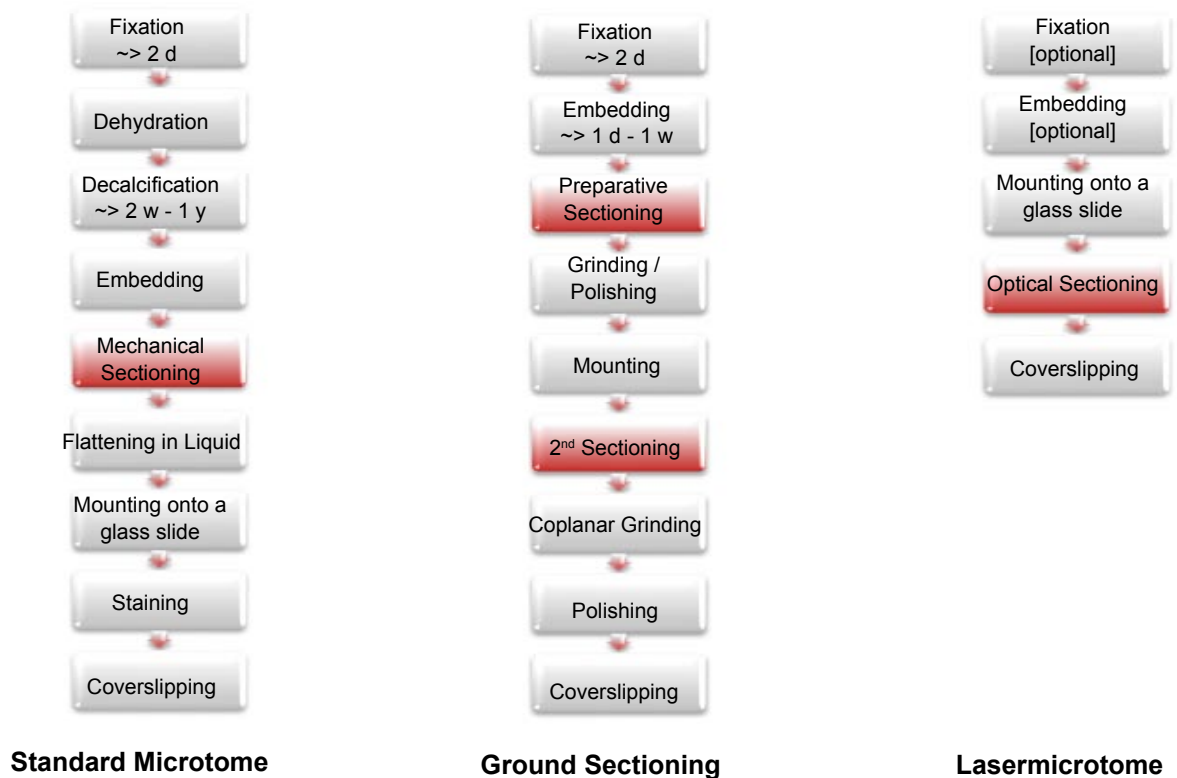 Fixation
~> 2 d
Dehydration
Decalcification
~> 2 w - 1 y
Embedding
Mechanical
Sectioning
Flattening in Liquid
Mounting onto a
glass slide
Staining
Coverslipping
Standard Microtome
Fixation
~> 2 d
Embedding
~> 1 d - 1 w
Preparative
Sectioning
Grinding /
Polishing
Mounting
2nd Sectioning
Coplanar Grinding
Polishing
Coverslipping
Ground Sectioning
Fixation
[optional]
Embedding
[optional]
Mounting onto a
glass slide
Optical Sectioning
Coverslipping
Lasermicrotome